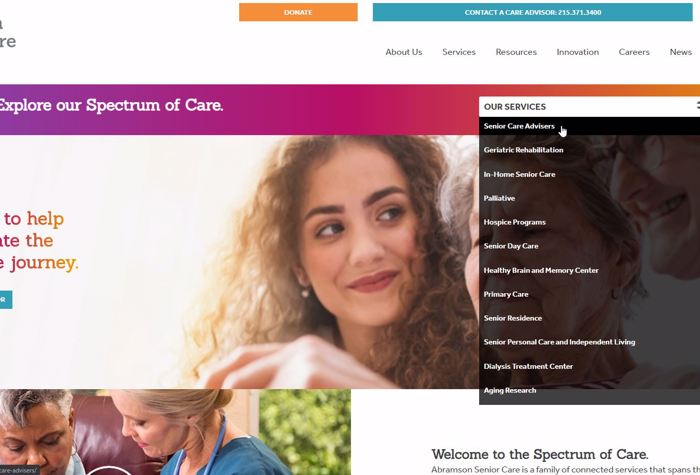 re
DONATE
CONTACT A CARE ADVISOR: 215.371.3400
About Us Services Resources Innovation Careers News
Explore our Spectrum of Care.
OUR SERVICES
Senior Care Advisers
Geriatric Rehabilitation
In-Home Senior Care
Palliative
Hospice Programs
Senior Day Care
Healthy Brain and Memory Center
Primary Care
Senior Residence
Senior Personal Care and Independent Living
Dialysis Treatment Center
Aging Research
to help
ate the
e journey.
OR
Welcome to the Spectrum of Care.
Abramson Senior Care is a family of connected services that spans th
care-advisers/